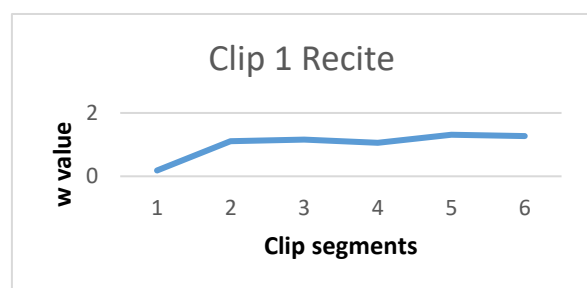 Clip 1 Recite
w value
2
0
1 2 3 4 5 6
Clip segments